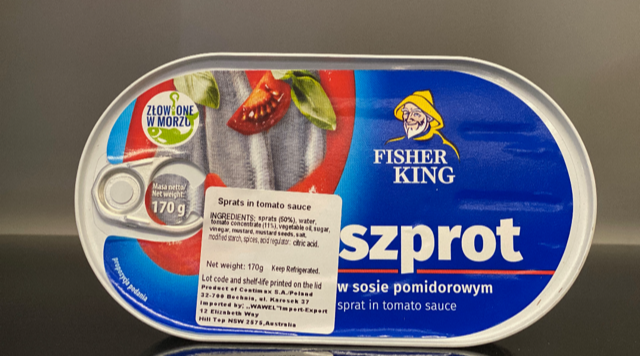 ZŁOWIONE
W MORZU
Masa netto/
Net weight:
170 g
FISHER
KING
szprot
w sosie pomidorowym
sprat in tomato sauce
propozycja podania
Sprats in tomato sauce
INGREDIENTS: sprats (50%), water,
tomato concentrate (11%), vegetable oil, sugar,
vinegar, mustard, mustard seeds, salt,
modified starch, spices, acid regulator: citric acid.
Net weight: 170g Keep Refrigerated.
Lot code and shelf-life printed on the lid
Product of Contimax S.A./Poland
32-700 Bochnia, ul. Karosek 37
Imported by: „WAWEL"Import-Export
12 Elizabeth Way
Hill Top NSW 2575,Australia